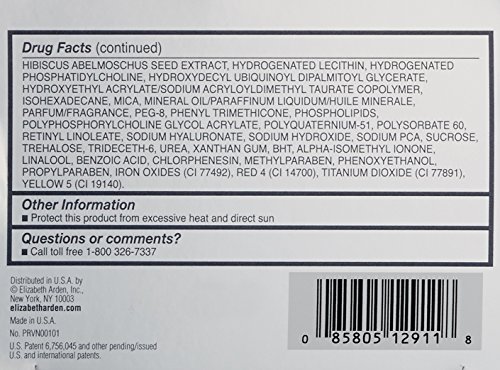 Drug Facts (continued)
HIBISCUS ABELMOSCHUS SEED EXTRACT, HYDROGENATED LECITHIN, HYDROGENATED
PHOSPHATIDYLCHOLINE, HYDROXYDECYL UBIQUINOYL DIPALMITOYL GLYCERATE,
HYDROXYETHYL ACRYLATE/SODIUM ACRYLOYLDIMETHYL TAURATE COPOLYMER,
ISOHEXADECANE, MICA, MINERAL OIL/PARAFFINUM LIQUIDUM/HUILE MINERALE,
PARFUM/FRAGRANCE, PEG-8, PHENYL TRIMETHICONE, PHOSPHOLIPIDS,
POLYPHOSPHORYLCHOLINE GLYCOL ACRYLATE, POLYQUATERNIUM-51, POLYSORBATE 60,
RETINYL LINOLEATE, SODIUM HYALURONATE, SODIUM HYDROXIDE, SODIUM PCA, SUCROSE,
TREHALOSE, TRIDECETH-6, UREA, XANTHAN GUM, BHT, ALPHA-ISOMETHYL IONONE,
LINALOOL, BENZOIC ACID, CHLORPHENESIN, METHYLPARABEN, PHENOXYETHANOL,
PROPYLPARABEN, IRON OXIDES (CI 77492), RED 4 (CI 14700), TITANIUM DIOXIDE (CI 77891),
YELLOW 5 (CI 19140).
Other Information
■ Protect this product from excessive heat and direct sun
Questions or comments?
■ Call toll free 1-800 326-7337
Distributed in U.S.A. by
© Elizabeth Arden, Inc.,
New York, NY 10003
elizabetharden.com
Made in U.S.A.
No. PRVN00101
U.S. Patents 6,756,045 and other pending/issued
U.S. and international patents.
0 85805 12911 8